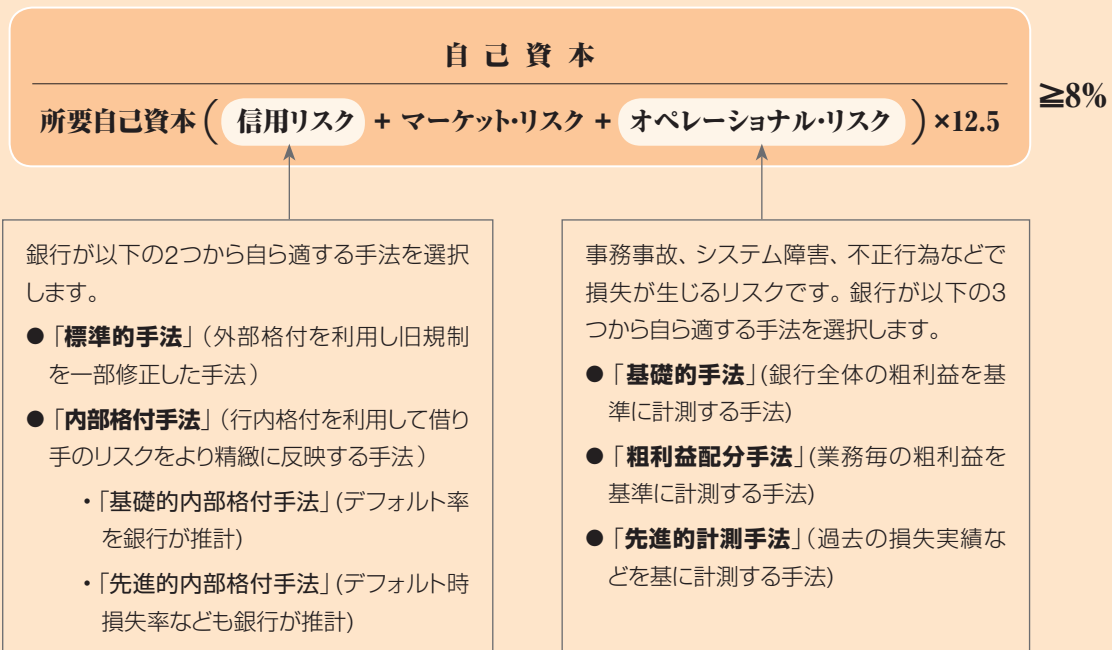 自己資本
所要自己資本(信用リスク + マーケット・リスク + オペレーショナル・リスク)×12.5
≧8%
銀行が以下の2つから自ら適する手法を選択
します。
●「標準的手法」(外部格付を利用し旧規制
を一部修正した手法)
●「内部格付手法」(行内格付を利用して借り
手のリスクをより精緻に反映する手法)
・「基礎的内部格付手法」(デフォルト率
を銀行が推計)
・「先進的内部格付手法」(デフォルト時
損失率なども銀行が推計)
事務事故、システム障害、不正行為などで
損失が生じるリスクです。銀行が以下の3
つから自ら適する手法を選択します。
●「基礎的手法」(銀行全体の粗利益を基
準に計測する手法)
●「粗利益配分手法」(業務毎の粗利益を
基準に計測する手法)
●「先進的計測手法」(過去の損失実績な
どを基に計測する手法)